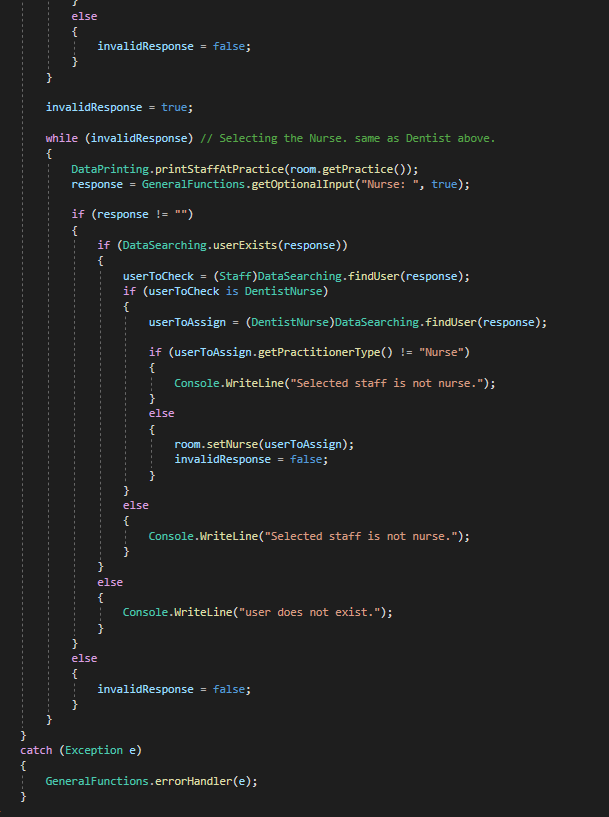 }
else
{
invalidResponse = false;
}
}
invalidResponse = true;
while (invalidResponse) // Selecting the Nurse. same as Dentist above.
{
DataPrinting.printStaffAtPractice(room.getPractice());
response = GeneralFunctions.getOptionalInput("Nurse: ", true);
if (response != "")
{
if (DataSearching.userExists(response))
{
userToCheck = (Staff)DataSearching.findUser(response);
if (userToCheck is DentistNurse)
{
userToAssign = (DentistNurse)DataSearching.findUser(response);
if (userToAssign.getPractitionerType() != "Nurse")
{
Console.WriteLine("Selected staff is not nurse.");
}
else
{
room.setNurse(userToAssign);
invalidResponse = false;
}
}
else
{
Console.WriteLine("Selected staff is not nurse.");
}
}
else
{
Console.WriteLine("user does not exist.");
}
}
else
{
invalidResponse = false;
}
}
}
catch (Exception e)
{
GeneralFunctions.errorHandler(e);
}